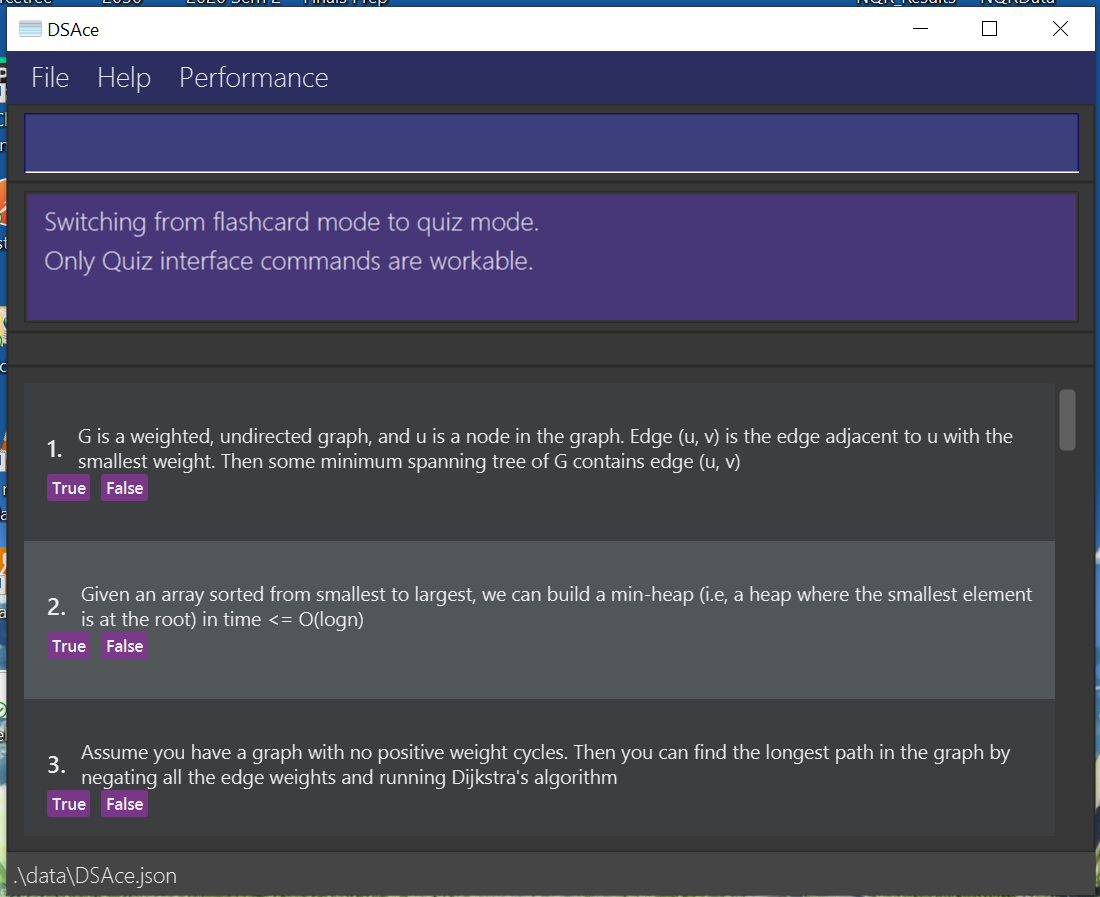 DSAce
File Help Performance
Switching from flashcard mode to quiz mode.
Only Quiz interface commands are workable.
1. G is a weighted, undirected graph, and u is a node in the graph. Edge (u, v) is the edge adjacent to u with the
smallest weight. Then some minimum spanning tree of G contains edge (u, v)
True False
2. Given an array sorted from smallest to largest, we can build a min-heap (i.e, a heap where the smallest element
is at the root) in time <= O(logn)
True False
3. Assume you have a graph with no positive weight cycles. Then you can find the longest path in the graph by
negating all the edge weights and running Dijkstra's algorithm
True False
.\data\DSAce.json